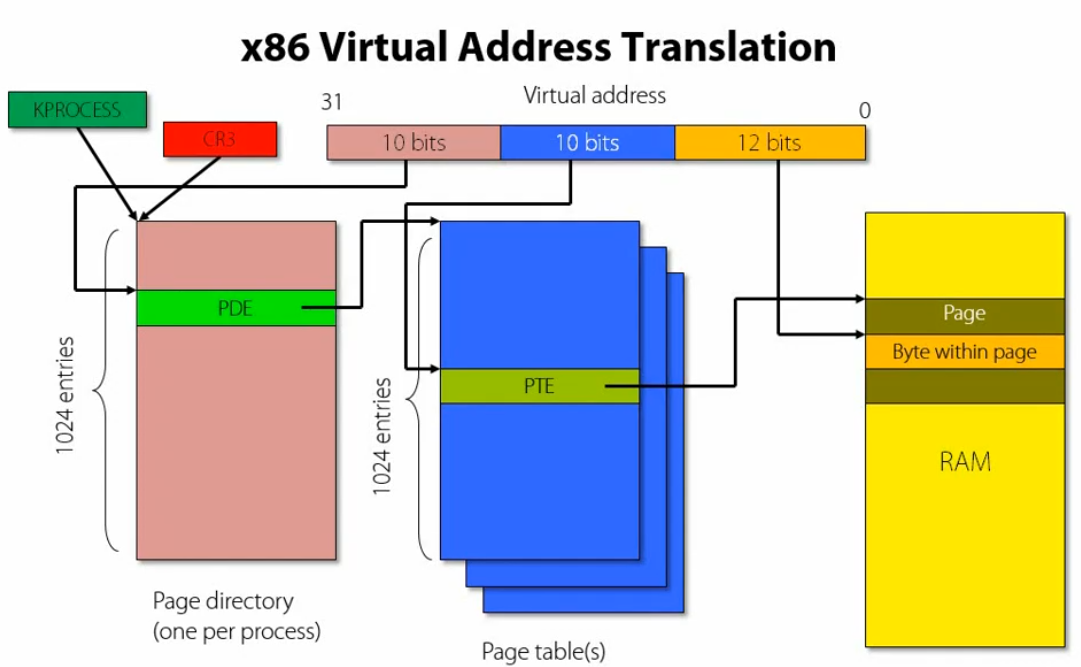 x86 Virtual Address Translation
KPROCESS
CR3
31
Virtual address
0
10 bits
10 bits
12 bits
PDE
1024 entries
Page directory
(one per process)
PTE
1024 entries
Page table(s)
Page
Byte within page
RAM